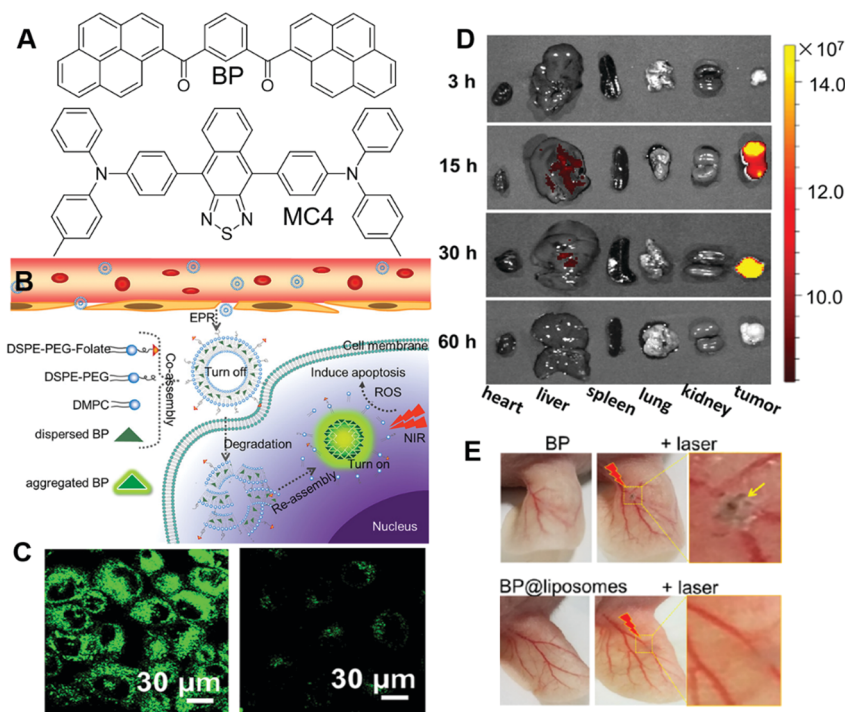 A
O
O
BP
N
N
N
N
S
MC4
B
EPR
DSPE-PEG-Folate
DSPE-PEG
DMPC
dispersed BP
aggregated BP
Co-assembly
Turn off
Cell membrane
Induce apoptosis
ROS
NIR
Degradation
Re-assembly
Turn on
Nucleus
C
30 μm
30 μm
D
3 h
15 h
30 h
60 h
heart
liver
spleen
lung
kidney
tumor
×10⁷
14.0
12.0
10.0
E
BP
+ laser
BP@liposomes
+ laser